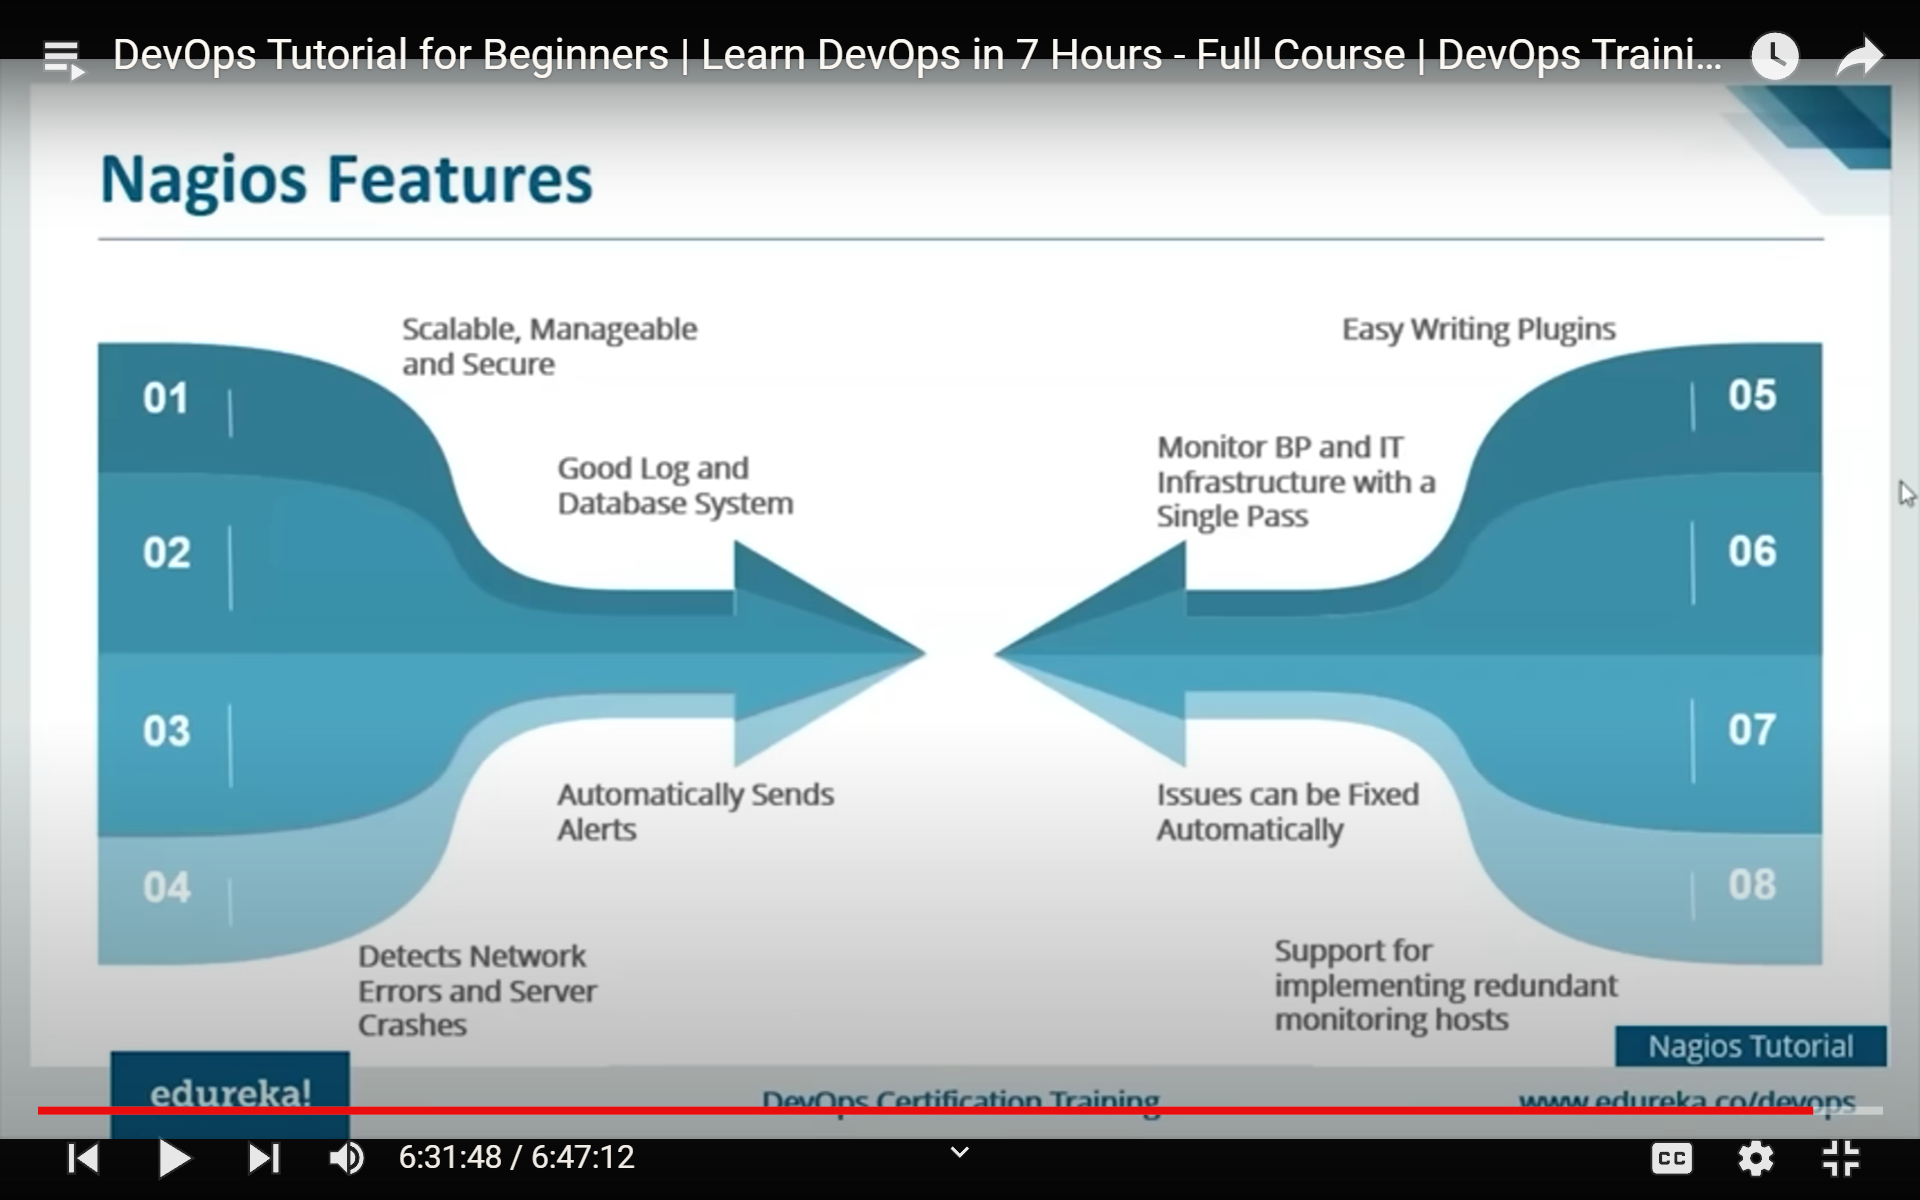 DevOps Tutorial for Beginners | Learn DevOps in 7 Hours - Full Course | DevOps Traini...
Nagios Features
01
Scalable, Manageable
and Secure
02
Good Log and
Database System
03
Automatically Sends
Alerts
04
Detects Network
Errors and Server
Crashes
Easy Writing Plugins
05
Monitor BP and IT
Infrastructure with a
Single Pass
06
Issues can be Fixed
Automatically
07
Support for
implementing redundant
monitoring hosts
08
Nagios Tutorial
edureka!
DevOps Certification Training
www.edureka.co/devops
6:31:48 / 6:47:12
CC